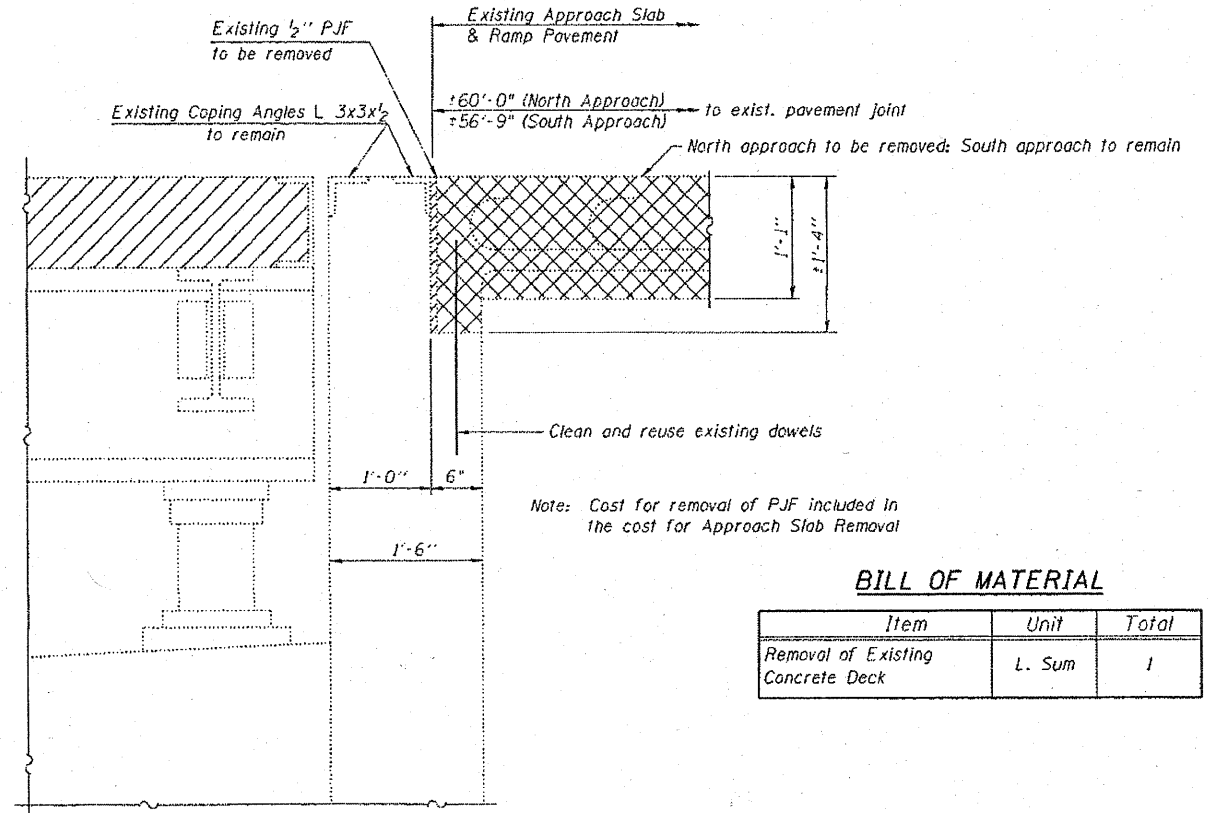 Existing ½" PJF
to be removed
Existing Approach Slab
& Ramp Pavement
Existing Coping Angles L 3x3x½
to remain
±60'-0" (North Approach)
±56'-9" (South Approach)
to exist. pavement joint
North approach to be removed: South approach to remain
1'-1"
±1'-4"
Clean and reuse existing dowels
1'-0"
6"
Note: Cost for removal of PJF included in
the cost for Approach Slab Removal
1'-6"
BILL OF MATERIAL
Item Unit Total
Removal of Existing
Concrete Deck
L. Sum 1